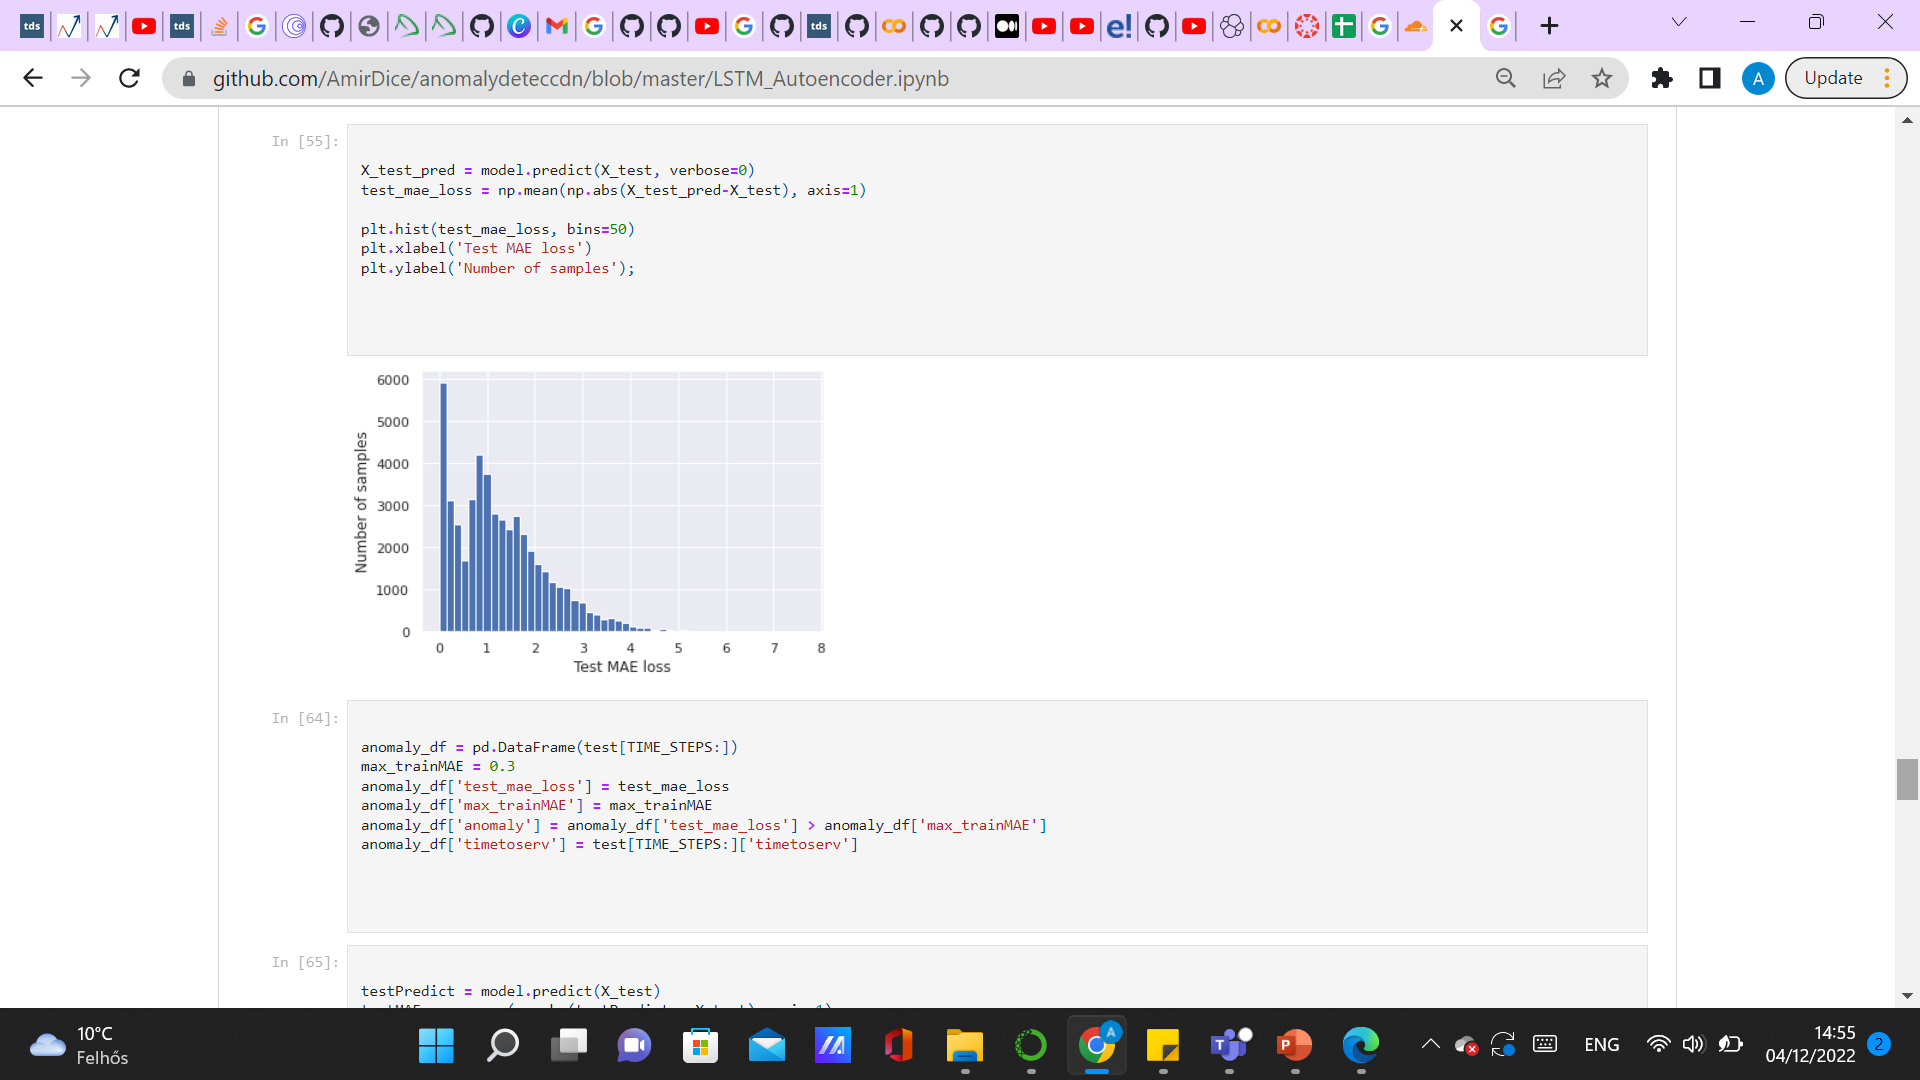 tds
tds
tds
e!
github.com/AmirDice/anomalydeteccdn/blob/master/LSTM_Autoencoder.ipynb
A
Update
In [55]:
X_test_pred = model.predict(X_test, verbose=0)
test_mae_loss = np.mean(np.abs(X_test_pred-X_test), axis=1)
plt.hist(test_mae_loss, bins=50)
plt.xlabel('Test MAE loss')
plt.ylabel('Number of samples');
6000
5000
4000
3000
2000
1000
0
Number of samples
0 1 2 3 4 5 6 7 8
Test MAE loss
In [64]:
anomaly_df = pd.DataFrame(test[TIME_STEPS:])
max_trainMAE = 0.3
anomaly_df['test_mae_loss'] = test_mae_loss
anomaly_df['max_trainMAE'] = max_trainMAE
anomaly_df['anomaly'] = anomaly_df['test_mae_loss'] > anomaly_df['max_trainMAE']
anomaly_df['timetoserv'] = test[TIME_STEPS:]['timetoserv']
In [65]:
testPredict = model.predict(X_test)
10°C
Felhős
A
ENG
14:55
04/12/2022
2